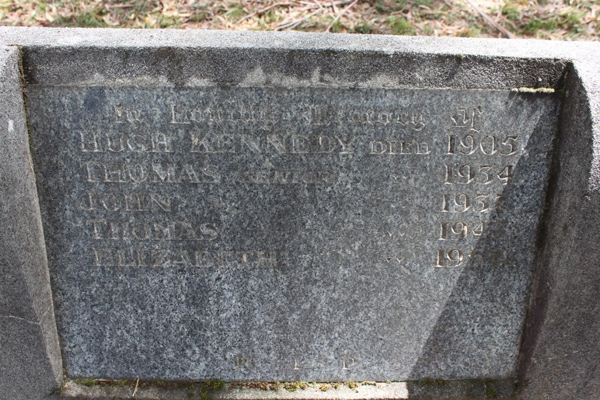 In Loving Memory of
HUGH KENNEDY DIED 1905
THOMAS 1934
JOHN
THOMAS
ELIZABETH
R. I. P.